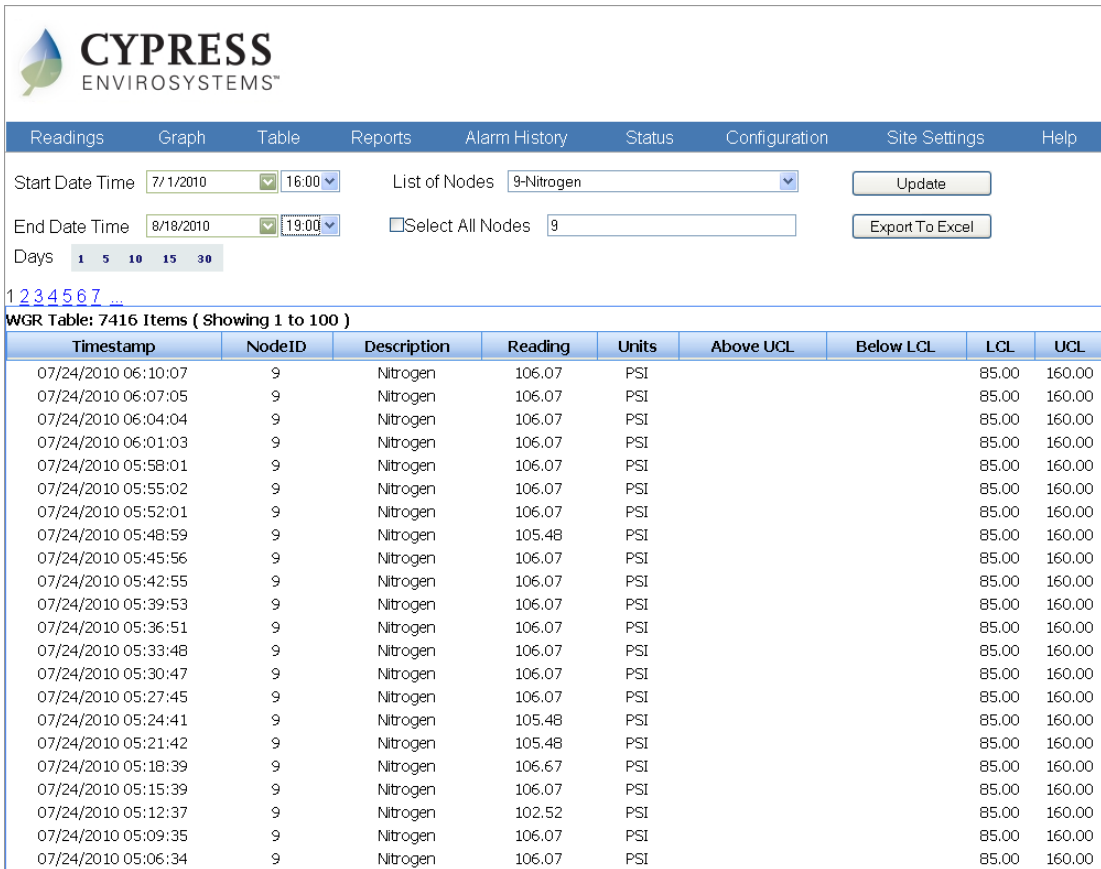 CYPRESS
ENVIROSYSTEMS™
Readings Graph Table Reports Alarm History Status Configuration Site Settings Help
Start Date Time 7/ 1/2010 16:00 List of Nodes 9-Nitrogen Update
End Date Time 8/18/2010 19:00 Select All Nodes 9 Export To Excel
Days 1 5 10 15 30
1 2 3 4 5 6 7 ...
WGR Table: 7416 Items ( Showing 1 to 100 )
Timestamp NodeID Description Reading Units Above UCL Below LCL LCL UCL
07/24/2010 06:10:07 9 Nitrogen 106.07 PSI 85.00 160.00
07/24/2010 06:07:05 9 Nitrogen 106.07 PSI 85.00 160.00
07/24/2010 06:04:04 9 Nitrogen 106.07 PSI 85.00 160.00
07/24/2010 06:01:03 9 Nitrogen 106.07 PSI 85.00 160.00
07/24/2010 05:58:01 9 Nitrogen 106.07 PSI 85.00 160.00
07/24/2010 05:55:02 9 Nitrogen 106.07 PSI 85.00 160.00
07/24/2010 05:52:01 9 Nitrogen 106.07 PSI 85.00 160.00
07/24/2010 05:48:59 9 Nitrogen 105.48 PSI 85.00 160.00
07/24/2010 05:45:56 9 Nitrogen 106.07 PSI 85.00 160.00
07/24/2010 05:42:55 9 Nitrogen 106.07 PSI 85.00 160.00
07/24/2010 05:39:53 9 Nitrogen 106.07 PSI 85.00 160.00
07/24/2010 05:36:51 9 Nitrogen 106.07 PSI 85.00 160.00
07/24/2010 05:33:48 9 Nitrogen 106.07 PSI 85.00 160.00
07/24/2010 05:30:47 9 Nitrogen 106.07 PSI 85.00 160.00
07/24/2010 05:27:45 9 Nitrogen 106.07 PSI 85.00 160.00
07/24/2010 05:24:41 9 Nitrogen 105.48 PSI 85.00 160.00
07/24/2010 05:21:42 9 Nitrogen 105.48 PSI 85.00 160.00
07/24/2010 05:18:39 9 Nitrogen 106.67 PSI 85.00 160.00
07/24/2010 05:15:39 9 Nitrogen 106.07 PSI 85.00 160.00
07/24/2010 05:12:37 9 Nitrogen 102.52 PSI 85.00 160.00
07/24/2010 05:09:35 9 Nitrogen 106.07 PSI 85.00 160.00
07/24/2010 05:06:34 9 Nitrogen 106.07 PSI 85.00 160.00